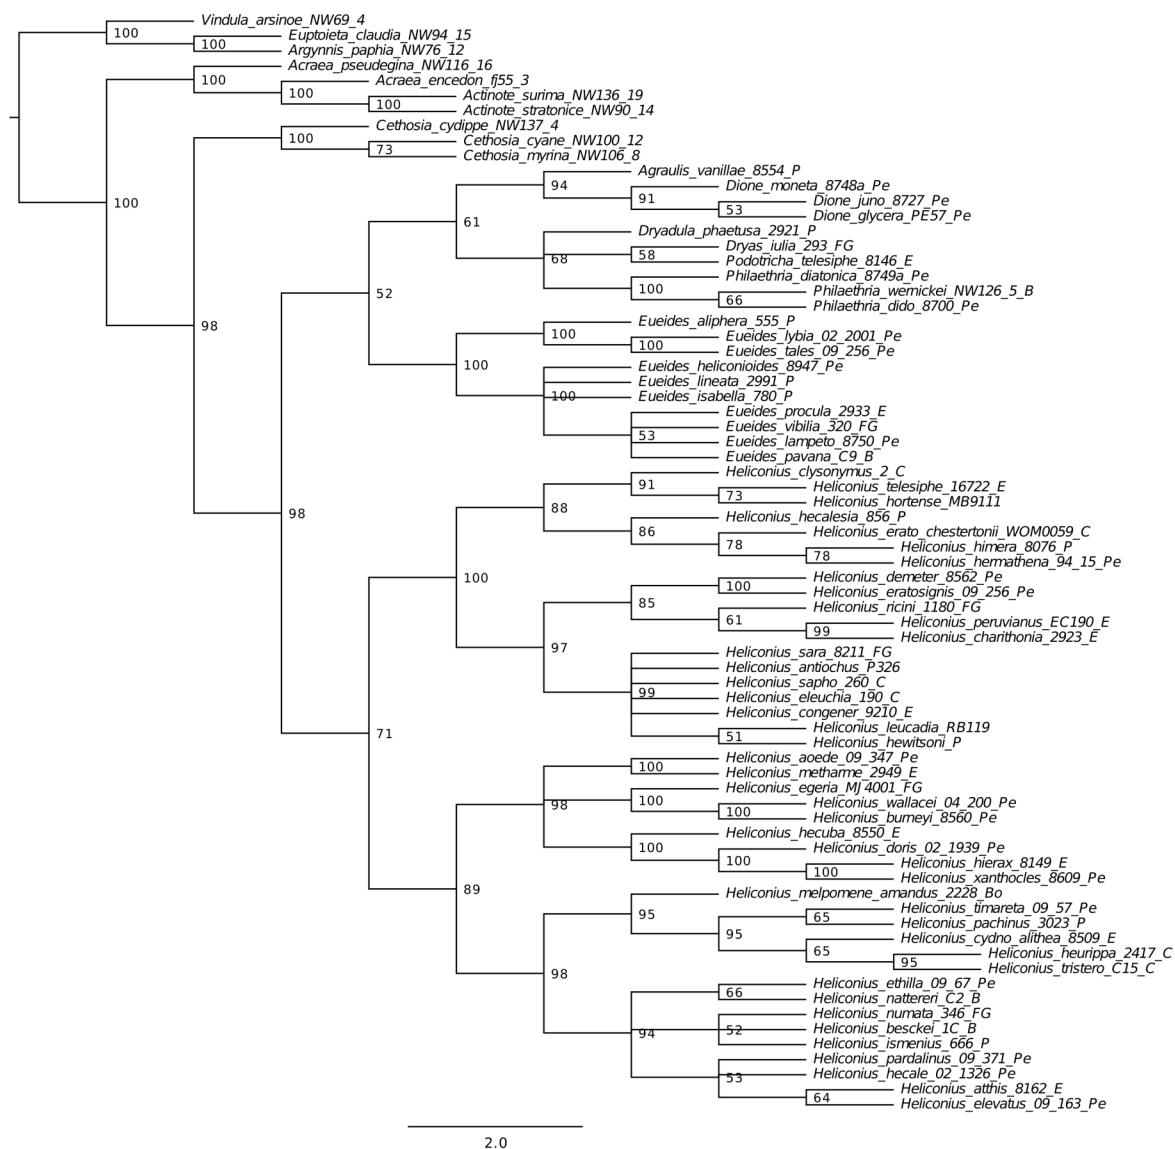 Vindula_arsinoe_NW69_4
100
Euptoieta_claudia_NW94_15
100
Argynnis_paphia_NW76_12
Acraea_pseudegina_NW116_16
100
Acraea_encedon_fj55_3
100
Actinote_surima_NW136_19
100
Actinote_stratonice_NW90_14
Cethosia_cydippe_NW137_4
100
Cethosia_cyane_NW100_12
73
Cethosia_myrina_NW106_8
Agraulis_vanillae_8554_P
94
Dione_moneta_8748a_Pe
91
Dione_juno_8727_Pe
100
53
Dione_glycera_PE57_Pe
61
Dryadula_phaetusa_2921_P
Dryas_iulia_293_FG
68
58
Podotricha_telesiphe_8146_E
Philaethria_diatonica_8749a_Pe
100
Philaethria_wernickei_NW126_5_B
52
66
Philaethria_dido_8700_Pe
Eueides_aliphera_555_P
98
100
Eueides_lybia_02_2001_Pe
100
Eueides_tales_09_256_Pe
100
Eueides_heliconioides_8947_Pe
Eueides_lineata_2991_P
100
Eueides_isabella_780_P
Eueides_procula_2933_E
Eueides_vibilia_320_FG
53
Eueides_lampeto_8750_Pe
Eueides_pavana_C9_B
Heliconius_clysonymus_2_C
91
Heliconius_telesiphe_16722_E
73
Heliconius_hortense_MB9111
88
98
Heliconius_hecalesia_856_P
86
Heliconius_erato_chestertonii_WOM0059_C
78
Heliconius_himera_8076_P
78
Heliconius_hermathena_94_15_Pe
100
Heliconius_demeter_8562_Pe
100
Heliconius_eratosignis_09_256_Pe
85
Heliconius_ricini_1180_FG
61
Heliconius_peruvianus_EC190_E
99
Heliconius_charithonia_2923_E
97
Heliconius_sara_8211_FG
Heliconius_antiochus_P326
Heliconius_sapho_260_C
99
Heliconius_eleuchia_190_C
Heliconius_congener_9210_E
Heliconius_leucadia_RB119
71
51
Heliconius_hewitsoni_P
Heliconius_aoede_09_347_Pe
100
Heliconius_metharme_2949_E
Heliconius_egeria_MJ4001_FG
98
100
Heliconius_wallacei_04_200_Pe
100
Heliconius_burneyi_8560_Pe
Heliconius_hecuba_8550_E
100
Heliconius_doris_02_1939_Pe
100
Heliconius_hierax_8149_E
100
Heliconius_xanthocles_8609_Pe
89
Heliconius_melpomene_amandus_2228_Bo
95
Heliconius_timareta_09_57_Pe
65
Heliconius_pachinus_3023_P
95
Heliconius_cydno_alithea_8509_E
65
Heliconius_heurippa_2417_C
95
Heliconius_tristero_C15_C
98
Heliconius_ethilla_09_67_Pe
66
Heliconius_nattereri_C2_B
Heliconius_numata_346_FG
94
52
Heliconius_besckei_1C_B
Heliconius_ismenius_666_P
Heliconius_pardalinus_09_371_Pe
53
Heliconius_hecale_02_1326_Pe
Heliconius_atthis_8162_E
64
Heliconius_elevatus_09_163_Pe
2.0